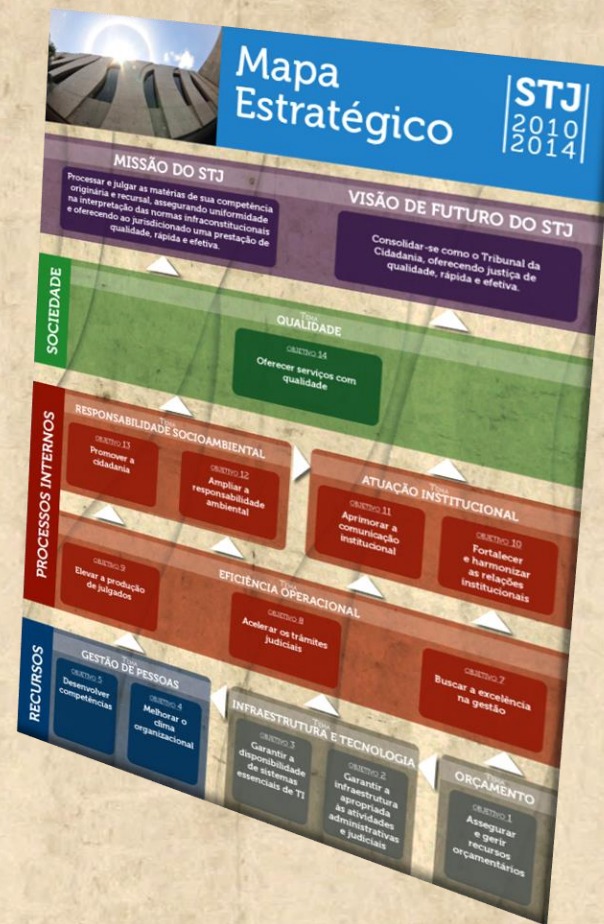 Mapa
Estratégico
STJ
2010
2014
MISSÃO DO STJ
Processar e julgar as matérias de sua competência
originária e recursal, assegurando uniformidade
na interpretação das normas infraconstitucionais
e oferecendo ao jurisdicionado uma prestação de
qualidade, rápida e efetiva.
VISÃO DE FUTURO DO STJ
Consolidar-se como o Tribunal da
Cidadania, oferecendo justiça de
qualidade, rápida e efetiva.
SOCIEDADE
TEMA
QUALIDADE
OBJETIVO 14
Oferecer serviços com
qualidade
PROCESSOS INTERNOS
TEMA
RESPONSABILIDADE SOCIOAMBIENTAL
OBJETIVO 13
Promover a
cidadania
OBJETIVO 12
Ampliar a
responsabilidade
ambiental
TEMA
ATUAÇÃO INSTITUCIONAL
OBJETIVO 11
Aprimorar a
comunicação
institucional
OBJETIVO 10
Fortalecer
e harmonizar
as relações
institucionais
TEMA
EFICIÊNCIA OPERACIONAL
OBJETIVO 9
Elevar a produção
de julgados
OBJETIVO 8
Acelerar os trâmites
judiciais
OBJETIVO 7
Buscar a excelência
na gestão
RECURSOS
TEMA
GESTÃO DE PESSOAS
OBJETIVO 5
Desenvolver
competências
OBJETIVO 4
Melhorar o
clima
organizacional
TEMA
INFRAESTRUTURA E TECNOLOGIA
OBJETIVO 3
Garantir a
disponibilidade
de sistemas
essenciais de TI
OBJETIVO 2
Garantir a
infraestrutura
apropriada
às atividades
administrativas
e judiciais
TEMA
ORÇAMENTO
OBJETIVO 1
Assegurar
e gerir
recursos
orçamentários